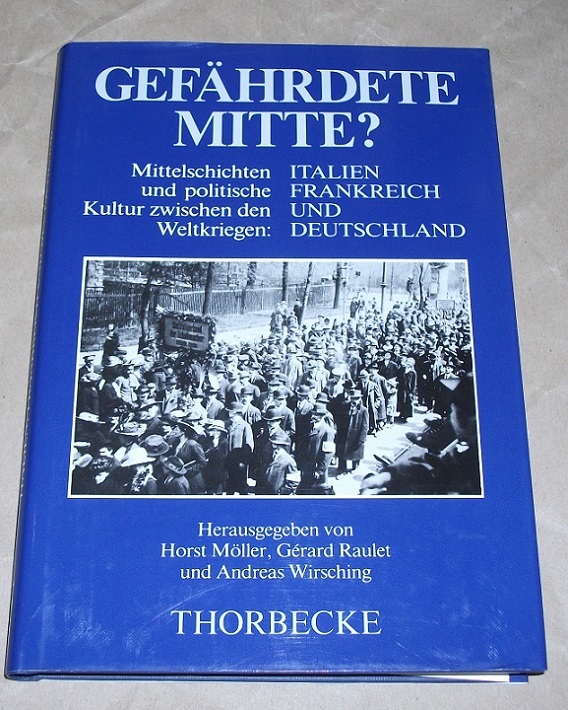 GEFÄHRDETE
MITTE?
Mittelschichten ITALIEN
und politische FRANKREICH
Kultur zwischen den UND
Weltkriegen: DEUTSCHLAND
Herausgegeben von
Horst Möller, Gérard Raulet
und Andreas Wirsching
THORBECKE